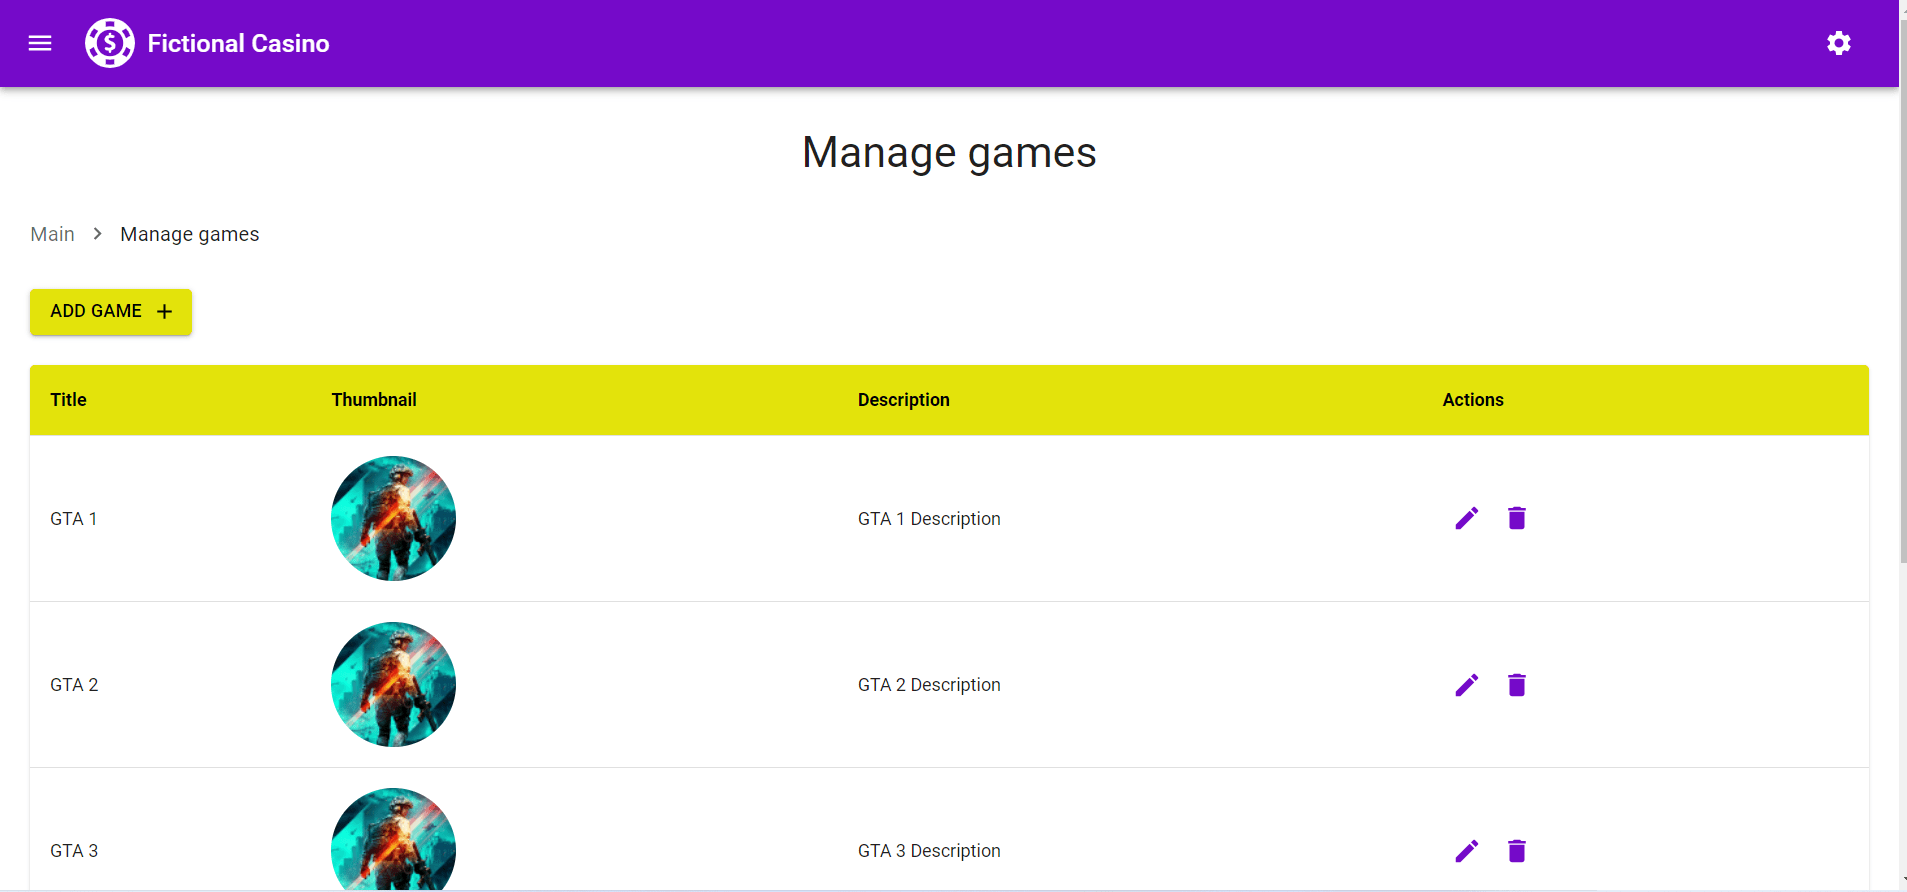 Fictional Casino
Manage games
Main > Manage games
ADD GAME +
Title Thumbnail Description Actions
GTA 1 GTA 1 Description
GTA 2 GTA 2 Description
GTA 3 GTA 3 Description